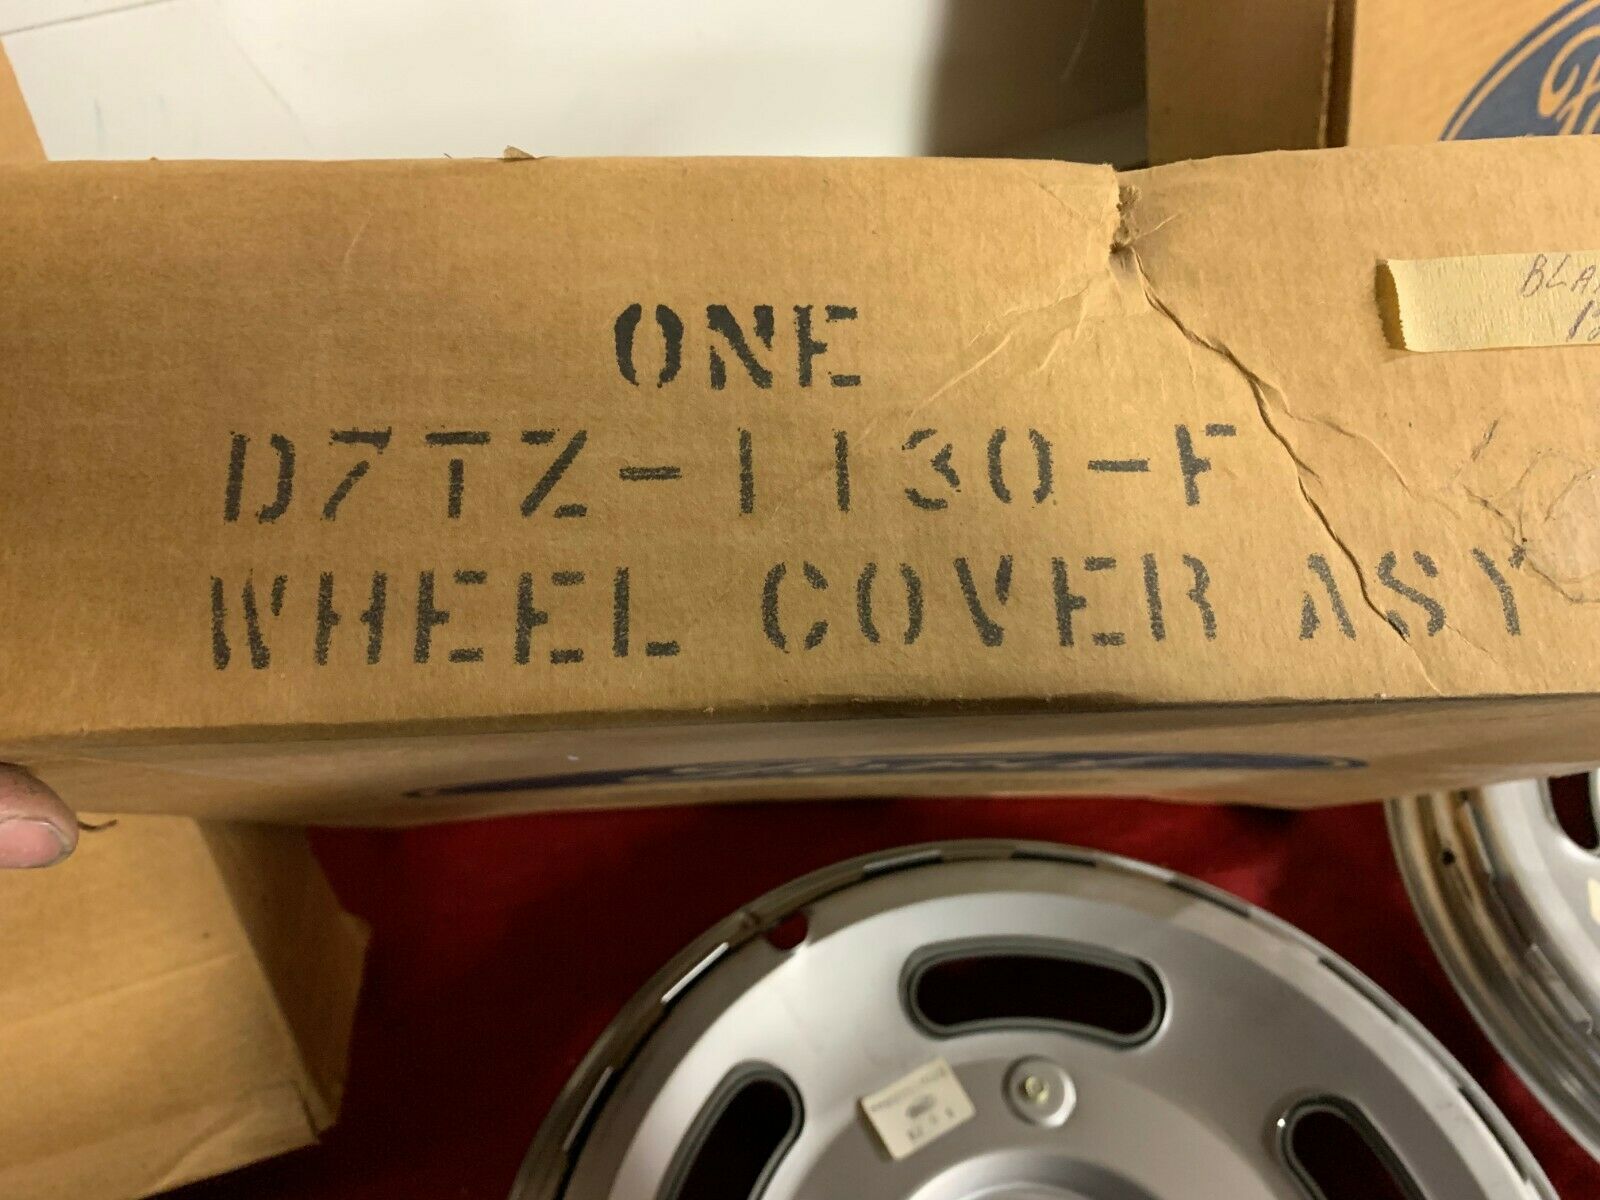 ONE
D7TZ-1130-F
WHEEL COVER ASY